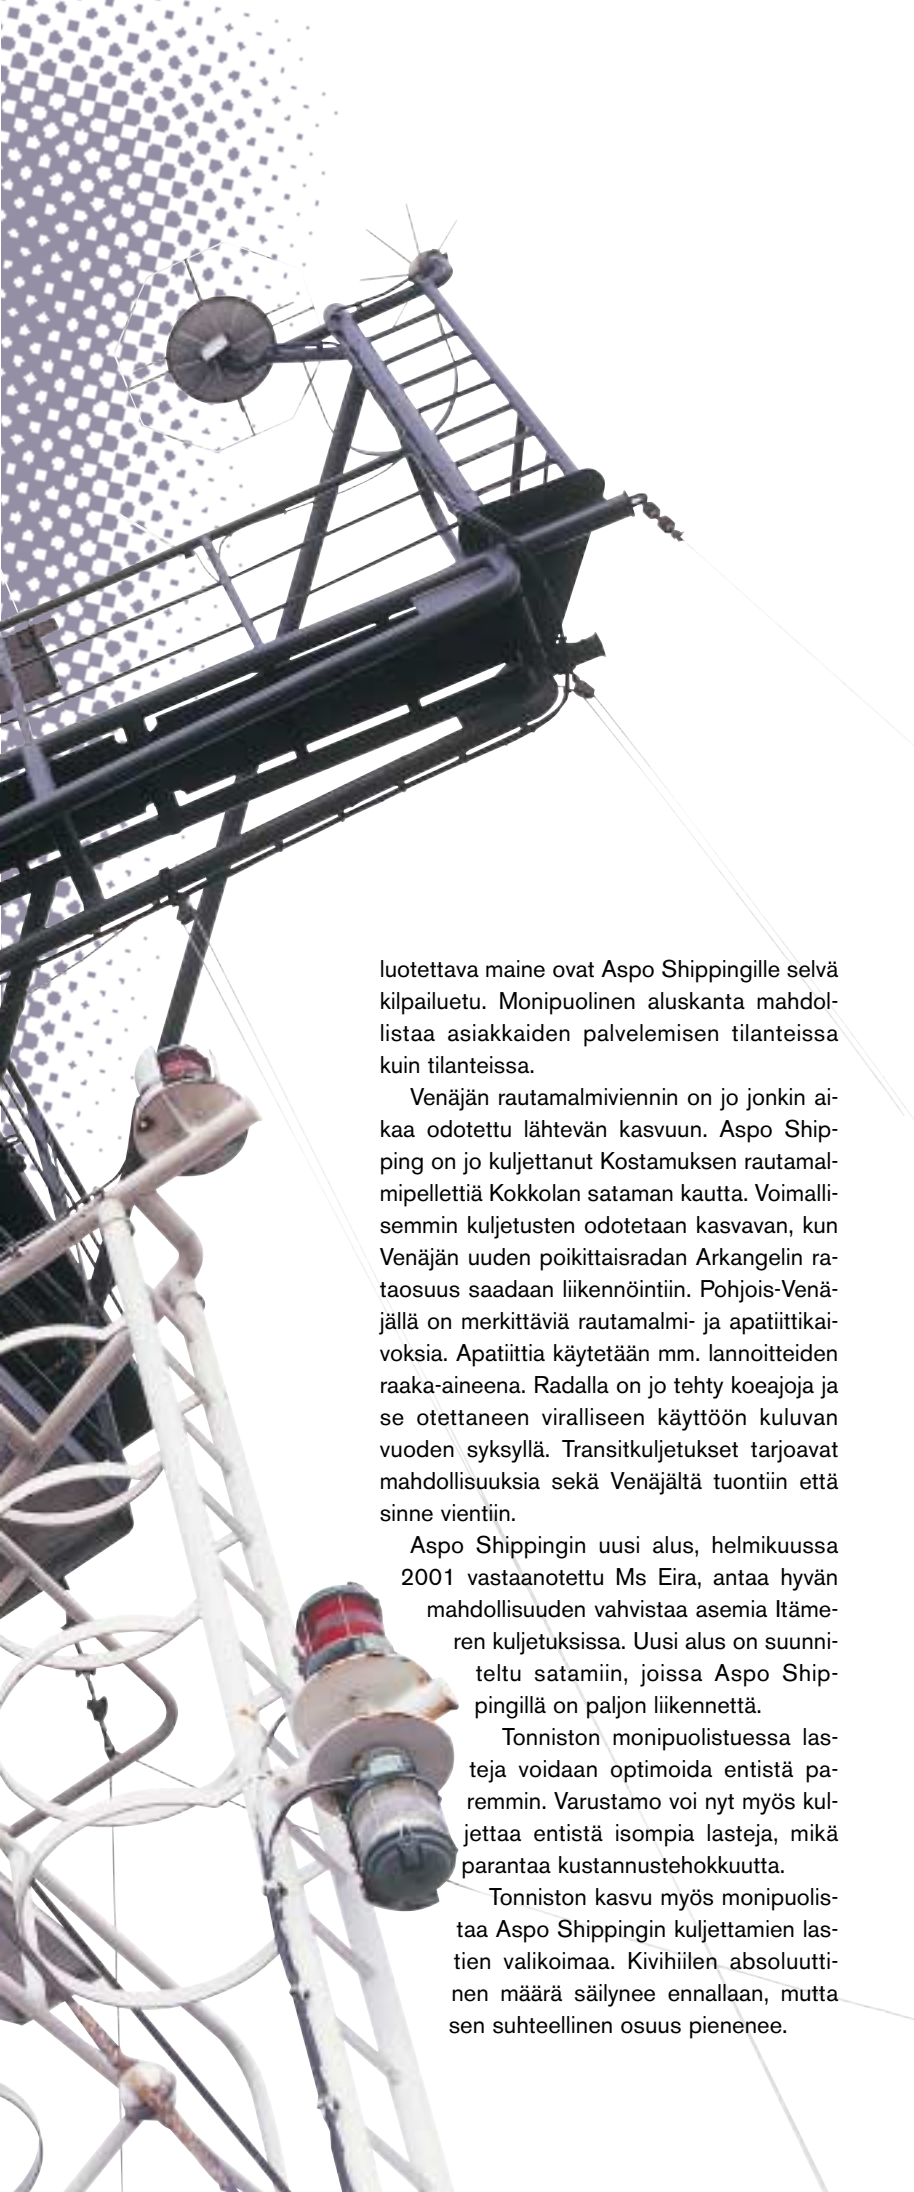 luotettava maine ovat Aspo Shippingille selvä
kilpailuetu. Monipuolinen aluskanta mahdol-
listaa asiakkaiden palvelemisen tilanteissa
kuin tilanteissa.
Venäjän rautamalmiviennin on jo jonkin ai-
kaa odotettu lähtevän kasvuun. Aspo Ship-
ping on jo kuljettanut Kostamuksen rautamal-
mipellettiä Kokkolan sataman kautta. Voimalli-
semmin kuljetusten odotetaan kasvavan, kun
Venäjän uuden poikittaisradan Arkangelin ra-
taosuus saadaan liikennöintiin. Pohjois-Venä-
jällä on merkittäviä rautamalmi- ja apatiittikai-
voksia. Apatiittia käytetään mm. lannoitteiden
raaka-aineena. Radalla on jo tehty koeajoja ja
se otettaneen viralliseen käyttöön kuluvan
vuoden syksyllä. Transitkuljetukset tarjoavat
mahdollisuuksia sekä Venäjältä tuontiin että
sinne vientiin.
Aspo Shippingin uusi alus, helmikuussa
2001 vastaanotettu Ms Eira, antaa hyvän
mahdollisuuden vahvistaa asemia Itäme-
ren kuljetuksissa. Uusi alus on suunni-
teltu satamiin, joissa Aspo Ship-
pingillä on paljon liikennettä.
Tonniston monipuolistuessa las-
teja voidaan optimoida entistä pa-
remmin. Varustamo voi nyt myös kul-
jettaa entistä isompia lasteja, mikä
parantaa kustannustehokkuutta.
Tonniston kasvu myös monipuolis-
taa Aspo Shippingin kuljettamien las-
tien valikoimaa. Kivihiilen absoluutti-
nen määrä säilynee ennallaan, mutta
sen suhteellinen osuus pienenee.